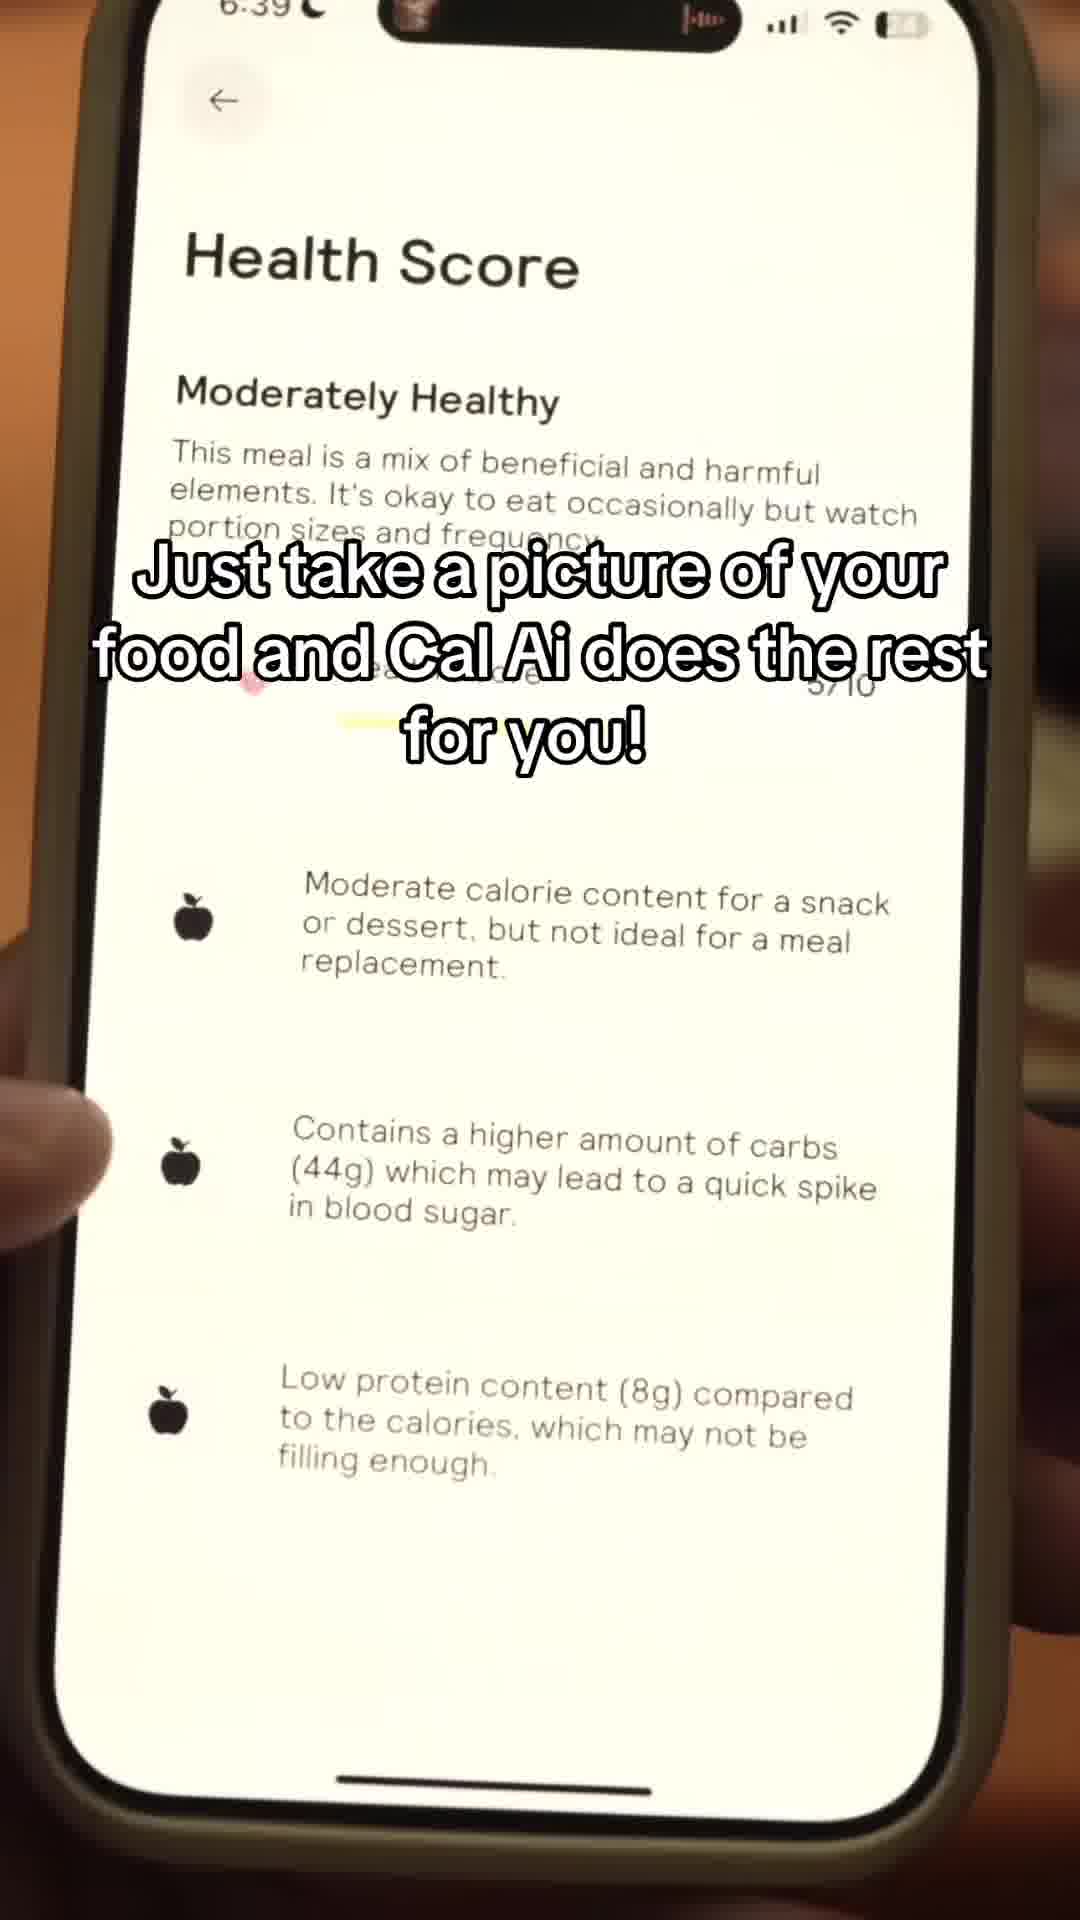 6:39
Health Score
Moderately Healthy
This meal is a mix of beneficial and harmful
elements. It's okay to eat occasionally but watch
portion sizes and frequency.
Just take a picture of your
food and Cal Ai does the rest
for you!
5/10
Moderate calorie content for a snack
or dessert, but not ideal for a meal
replacement.
Contains a higher amount of carbs
(44g) which may lead to a quick spike
in blood sugar.
Low protein content (8g) compared
to the calories, which may not be
filling enough.